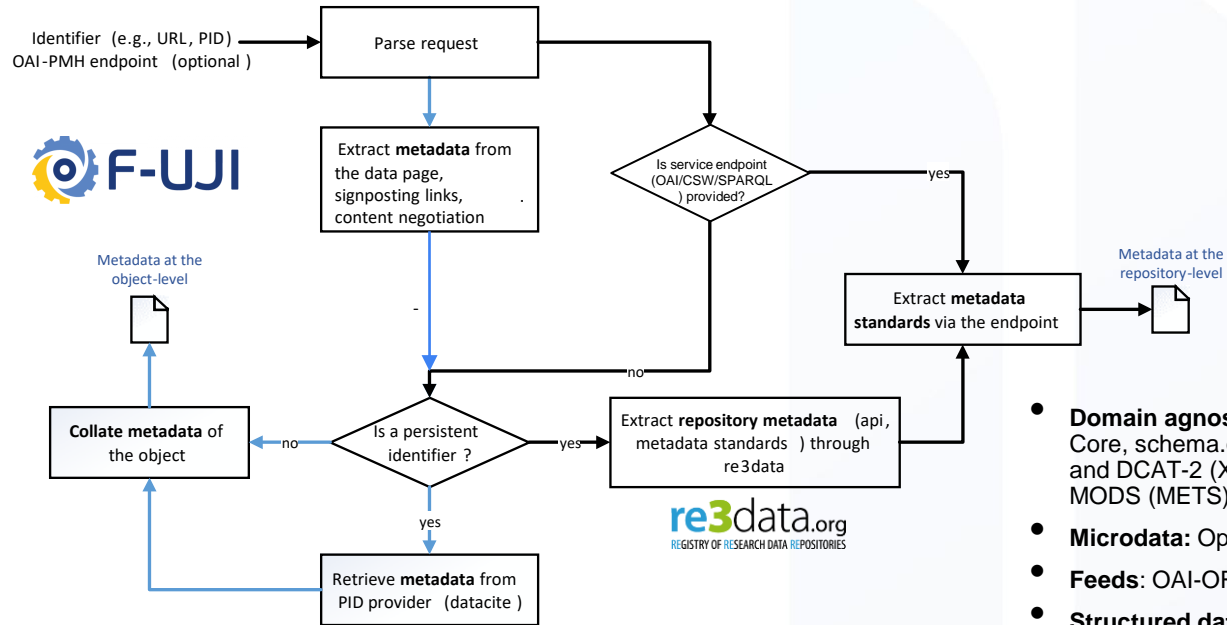 Identifier (e.g., URL, PID)
OAI-PMH endpoint (optional )
Parse request
F-UJI
Extract metadata from
the data page,
signposting links, .
content negotiation
Is service endpoint
(OAI/CSW/SPARQL
) provided?
yes
Metadata at the
object-level
Metadata at the
repository-level
Extract metadata
standards via the endpoint
-
no
Collate metadata of
the object
no
Is a persistent
identifier ?
yes
Extract repository metadata (api,
metadata standards ) through
re3data
re3data.org
REGISTRY OF RESEARCH DATA REPOSITORIES
yes
Retrieve metadata from
PID provider (datacite )
• Domain agnos
Core, schema.
and DCAT-2 (X
MODS (METS)
• Microdata: Op
• Feeds: OAI-OR
• Structured dat